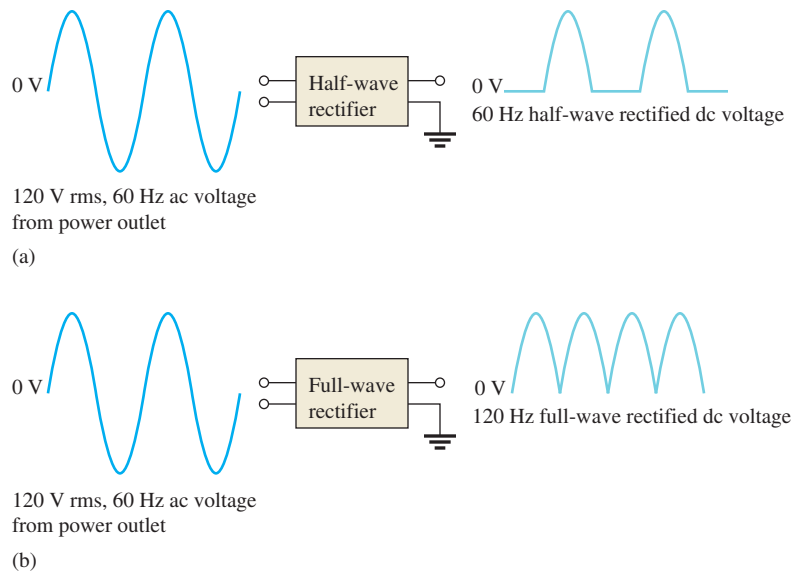 0 V
Half-wave
rectifier
0 V
60 Hz half-wave rectified dc voltage
120 V rms, 60 Hz ac voltage
from power outlet
(a)
0 V
Full-wave
rectifier
0 V
120 Hz full-wave rectified dc voltage
120 V rms, 60 Hz ac voltage
from power outlet
(b)